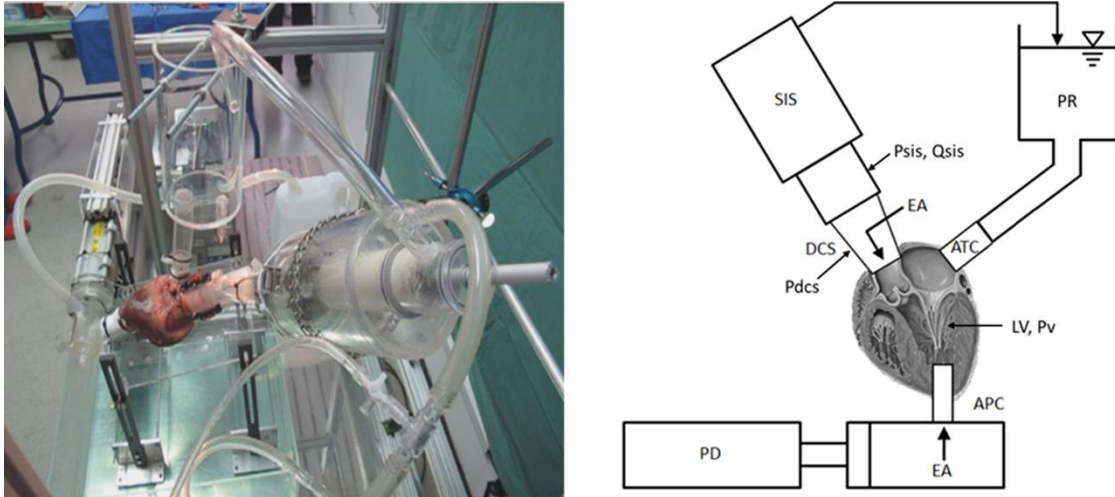 SIS
PR
Psis, Qsis
EA
DCS
ATC
Pdcs
LV, Pv
APC
PD
EA